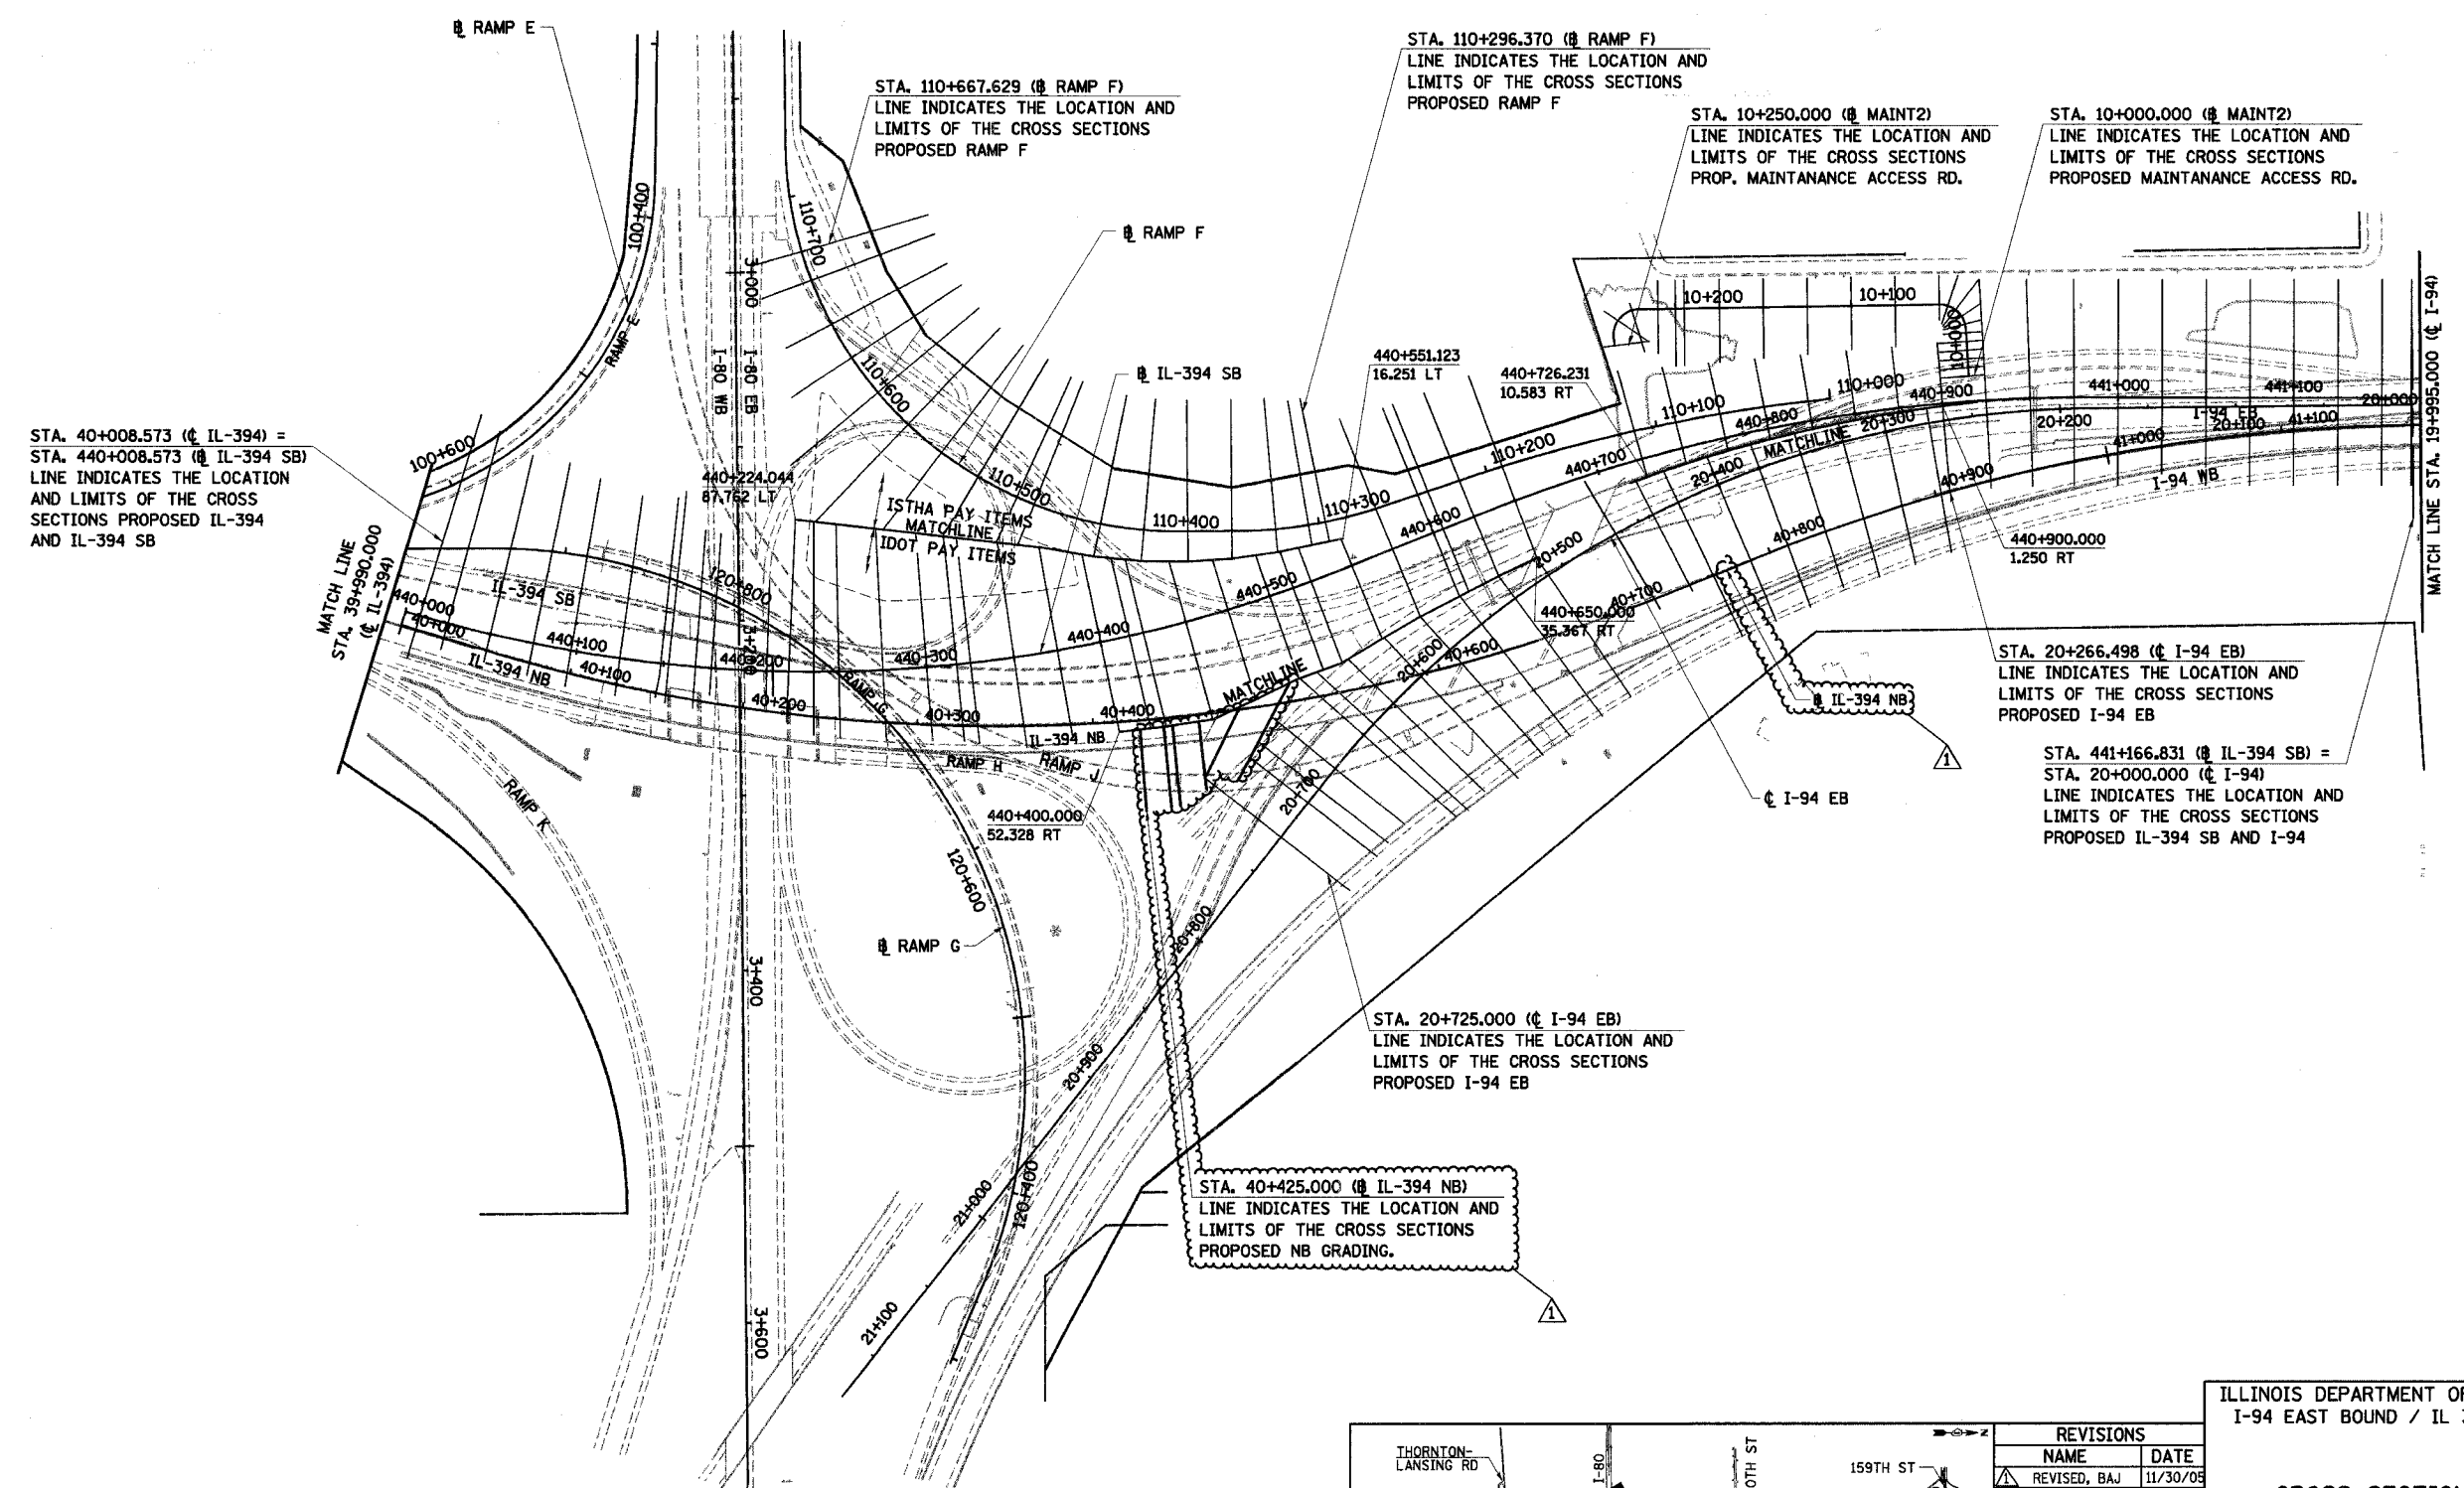 ℄ RAMP E
STA. 110+667.629 (℄ RAMP F)
LINE INDICATES THE LOCATION AND
LIMITS OF THE CROSS SECTIONS
PROPOSED RAMP F
STA. 110+296.370 (℄ RAMP F)
LINE INDICATES THE LOCATION AND
LIMITS OF THE CROSS SECTIONS
PROPOSED RAMP F
STA. 10+250.000 (℄ MAINT2)
LINE INDICATES THE LOCATION AND
LIMITS OF THE CROSS SECTIONS
PROP. MAINTANANCE ACCESS RD.
STA. 10+000.000 (℄ MAINT2)
LINE INDICATES THE LOCATION AND
LIMITS OF THE CROSS SECTIONS
PROPOSED MAINTANANCE ACCESS RD.
℄ RAMP F
℄ IL-394 SB
100+400
RAMP E
100+600
I-80 WB
I-80 EB
3+000
3+200
3+400
3+600
110+700
110+600
110+500
110+400
110+300
110+200
110+100
110+000
440+551.123
16.251 LT
440+726.231
10.583 RT
10+200
10+100
10+000
STA. 40+008.573 (℄ IL-394) =
STA. 440+008.573 (℄ IL-394 SB)
LINE INDICATES THE LOCATION
AND LIMITS OF THE CROSS
SECTIONS PROPOSED IL-394
AND IL-394 SB
MATCH LINE
STA. 39+990.000
(℄ IL-394)
440+224.044
87.762 LT
ISTHA PAY ITEMS
MATCHLINE
IDOT PAY ITEMS
IL-394 SB
120+800
440+000
440+100
440+200
440+300
440+400
440+500
440+600
440+700
440+800
440+900
441+000
441+100
40+000
40+100
40+200
40+300
40+400
40+600
40+700
40+800
40+900
41+000
41+100
IL-394 NB
IL-394 NB
RAMP G
RAMP H
RAMP J
RAMP K
MATCHLINE
MATCHLINE
20+000
20+100
20+200
20+300
20+400
20+500
20+600
20+700
20+800
20+900
21+000
21+100
I-94 EB
I-94 WB
MATCH LINE STA. 19+995.000 (℄ I-94)
440+900.000
1.250 RT
440+650.000
35.367 RT
440+400.000
52.328 RT
℄ IL-394 NB
1
STA. 20+266.498 (℄ I-94 EB)
LINE INDICATES THE LOCATION AND
LIMITS OF THE CROSS SECTIONS
PROPOSED I-94 EB
STA. 441+166.831 (℄ IL-394 SB) =
STA. 20+000.000 (℄ I-94)
LINE INDICATES THE LOCATION AND
LIMITS OF THE CROSS SECTIONS
PROPOSED IL-394 SB AND I-94
℄ I-94 EB
120+600
120+400
℄ RAMP G
STA. 20+725.000 (℄ I-94 EB)
LINE INDICATES THE LOCATION AND
LIMITS OF THE CROSS SECTIONS
PROPOSED I-94 EB
STA. 40+425.000 (℄ IL-394 NB)
LINE INDICATES THE LOCATION AND
LIMITS OF THE CROSS SECTIONS
PROPOSED NB GRADING.
1
THORNTON-
LANSING RD
I-80
0TH ST
159TH ST
Z
REVISIONS
NAME DATE
1 REVISED, BAJ 11/30/05
ILLINOIS DEPARTMENT
I-94 EAST BOUND / IL